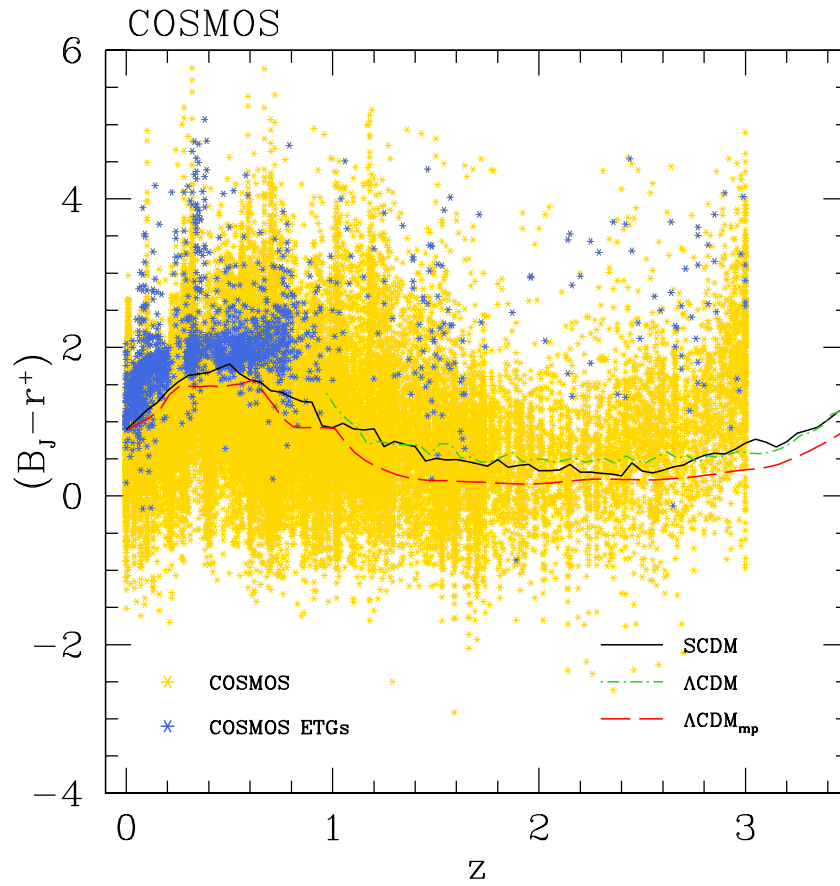 COSMOS
6
4
2
0
−2
−4
(B_J−r⁺)
SCDM
COSMOS
ΛCDM
COSMOS ETGs
ΛCDM_mp
0 1 2 3
z